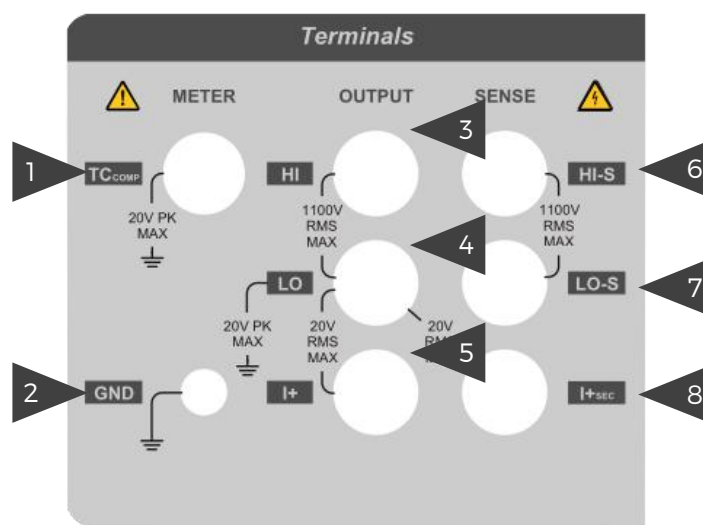 Terminals
METER
OUTPUT
SENSE
1
TCCOMP
20V PK
MAX
HI
3
1100V
RMS
MAX
HI-S
6
1100V
RMS
MAX
4
LO
20V PK
MAX
20V
RMS
MAX
20V
LO-S
7
5
2
GND
I+
I+SEC
8